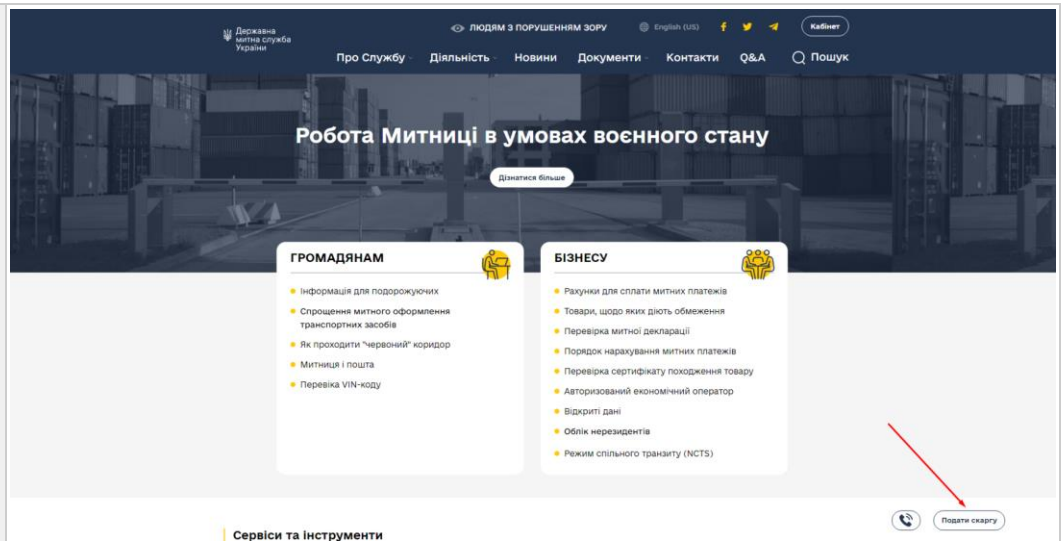 Державна
митна служба
України
ЛЮДЯМ З ПОРУШЕННЯМ ЗОРУ
English (US)
Кабінет
Про Службу
Діяльність
Новини
Документи
Контакти
Q&A
Пошук
Робота Митниці в умовах воєнного стану
Дізнатися більше
ГРОМАДЯНАМ
Інформація для подорожуючих
Спрощення митного оформлення
транспортних засобів
Як проходити "червоний" коридор
Митниця і пошта
Перевіка VIN-коду
БІЗНЕСУ
Рахунки для сплати митних платежів
Товари, щодо яких діють обмеження
Перевірка митної декларації
Порядок нарахування митних платежів
Перевірка сертифікату походження товару
Авторизований економічний оператор
Відкриті дані
Облік нерезидентів
Режим спільного транзиту (NCTS)
Подати скаргу
Сервіси та інструменти